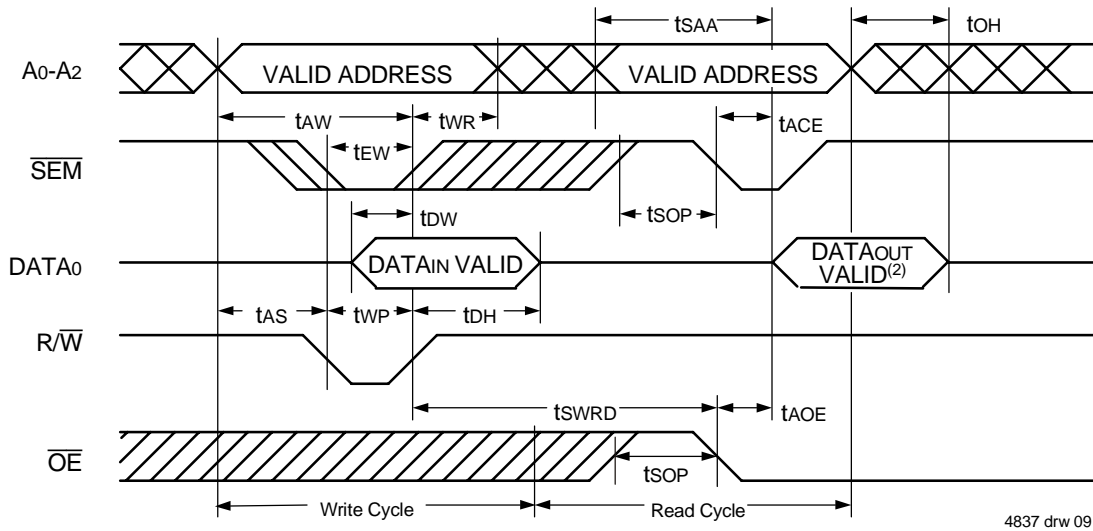 tSAA
tOH
A0-A2
VALID ADDRESS
VALID ADDRESS
tAW
tWR
tACE
tEW
SEM
tSOP
tDW
DATA0
DATAIN VALID
DATAOUT
VALID(2)
tAS
tWP
tDH
R/W
tSWRD
tAOE
OE
tSOP
Write Cycle
Read Cycle
4837 drw 09